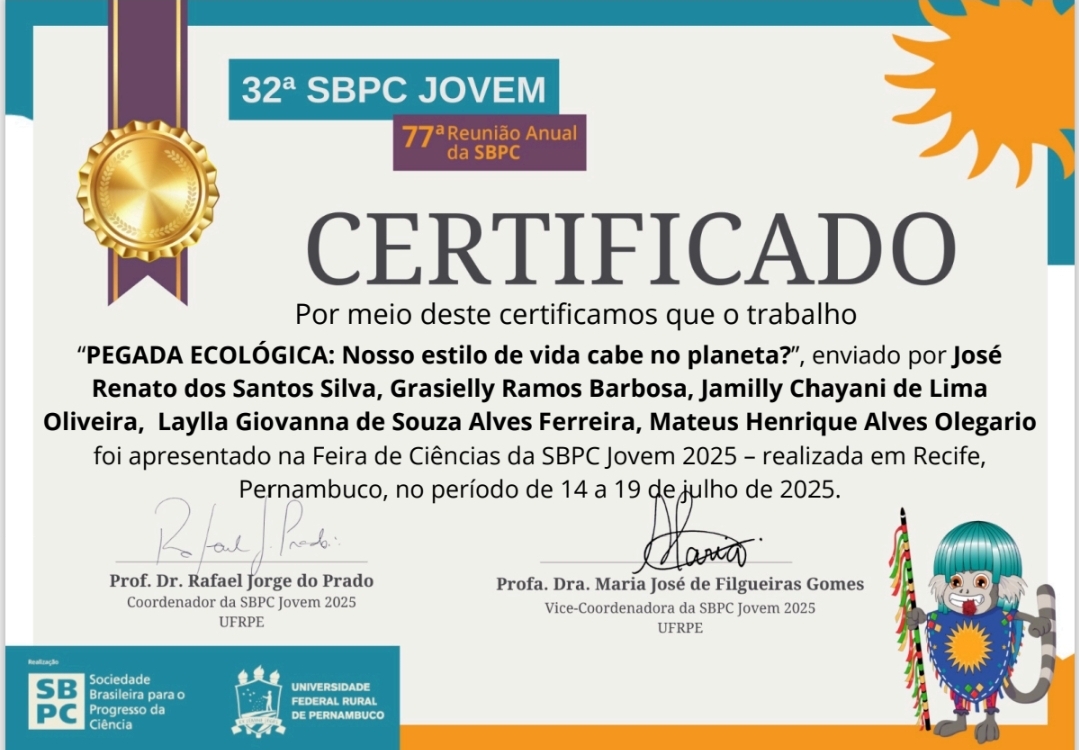 32ª SBPC JOVEM
77ª Reunião Anual
da SBPC
CERTIFICADO
Por meio deste certificamos que o trabalho
“PEGADA ECOLÓGICA: Nosso estilo de vida cabe no planeta?”, enviado por José
Renato dos Santos Silva, Grasielly Ramos Barbosa, Jamilly Chayani de Lima
Oliveira, Laylla Giovanna de Souza Alves Ferreira, Mateus Henrique Alves Olegario
foi apresentado na Feira de Ciências da SBPC Jovem 2025 – realizada em Recife,
Pernambuco, no período de 14 a 19 de julho de 2025.
Rafael J. Prado
Maria
Prof. Dr. Rafael Jorge do Prado
Coordenador da SBPC Jovem 2025
UFRPE
Profa. Dra. Maria José de Filgueiras Gomes
Vice-Coordenadora da SBPC Jovem 2025
UFRPE
Realização
SB
PC
Sociedade
Brasileira para o
Progresso da
Ciência
UNIVERSIDADE
FEDERAL RURAL
DE PERNAMBUCO